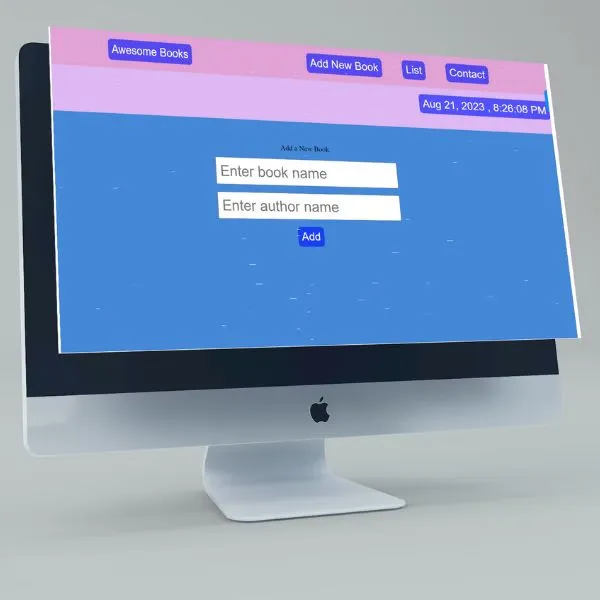 Awesome Books
Add New Book
List
Contact
Aug 21, 2023 , 8:26:08 PM
Add a New Book
Enter book name
Enter author name
Add